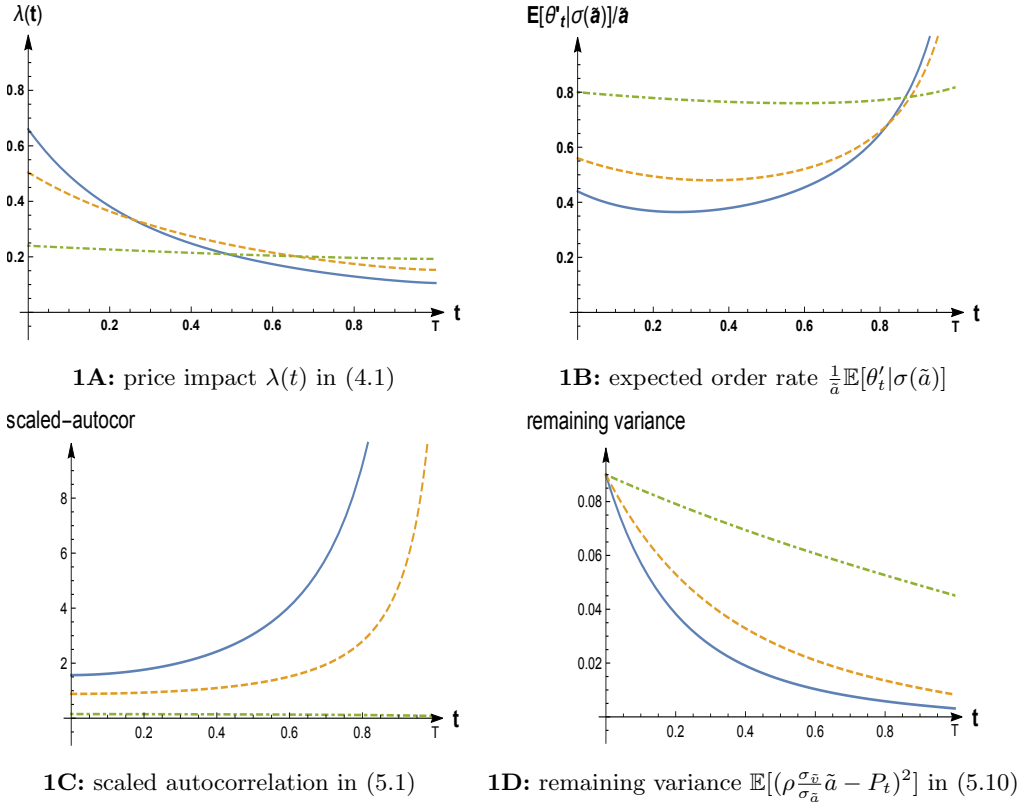 λ(t)
0.8
0.6
0.4
0.2
0.2 0.4 0.6 0.8 T t
1A: price impact λ(t) in (4.1)
E[θ'ₜ|σ(ã)]/ã
0.8
0.6
0.4
0.2
0.2 0.4 0.6 0.8 T t
1B: expected order rate 1/ã 𝔼[θ′ₜ|σ(ã)]
scaled-autocor
8
6
4
2
0.2 0.4 0.6 0.8 T t
1C: scaled autocorrelation in (5.1)
remaining variance
0.08
0.06
0.04
0.02
0.2 0.4 0.6 0.8 T t
1D: remaining variance 𝔼[(ρ σ_ṽ/σ_ã ã − Pₜ)²] in (5.10)